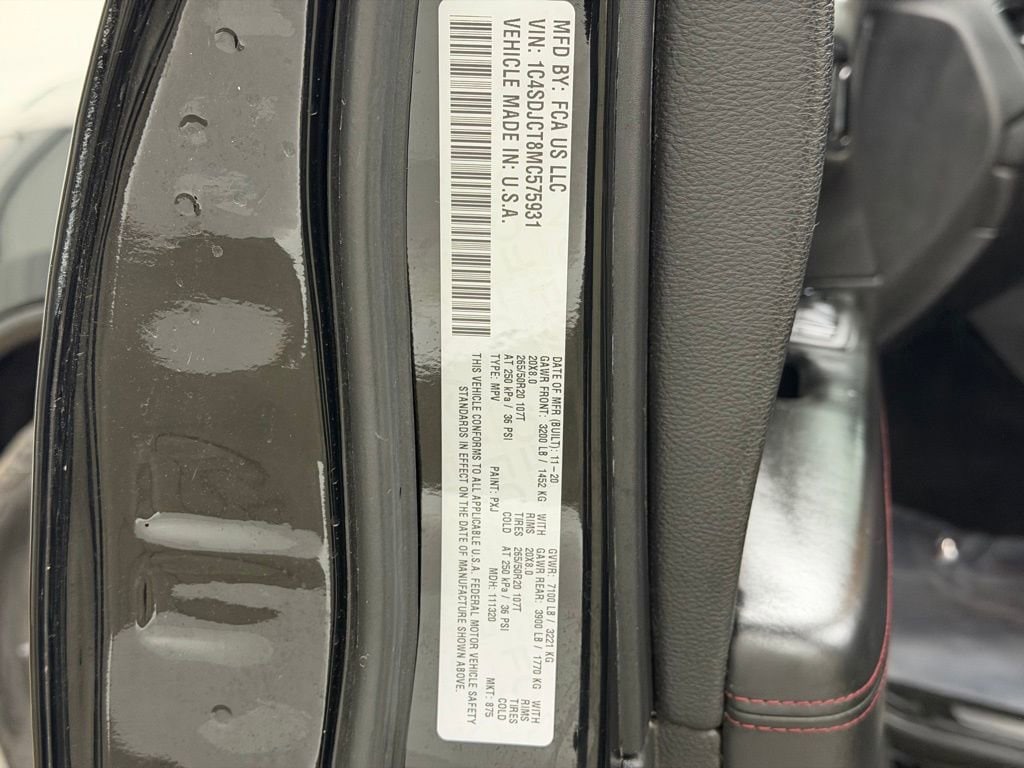 MFD BY: FCA US LLC
VIN: 1C4SDJCT8MC575931
VEHICLE MADE IN: U.S.A.
DATE OF MFR (BUILT): 11-20 GVWR: 7100 LB / 3221 KG
GAWR FRONT: 3200 LB / 1452 KG WITH GAWR REAR: 3900 LB / 1770 KG WITH
20X8.0 RIMS 20X8.0 RIMS
265/50R20 107T TIRES 265/50R20 107T TIRES
AT 250 kPa / 36 PSI COLD AT 250 kPa / 36 PSI COLD
TYPE: MPV PAINT: PXJ MDH: 111320 MKT: 875
THIS VEHICLE CONFORMS TO ALL APPLICABLE U.S.A. FEDERAL MOTOR VEHICLE SAFETY
STANDARDS IN EFFECT ON THE DATE OF MANUFACTURE SHOWN ABOVE.